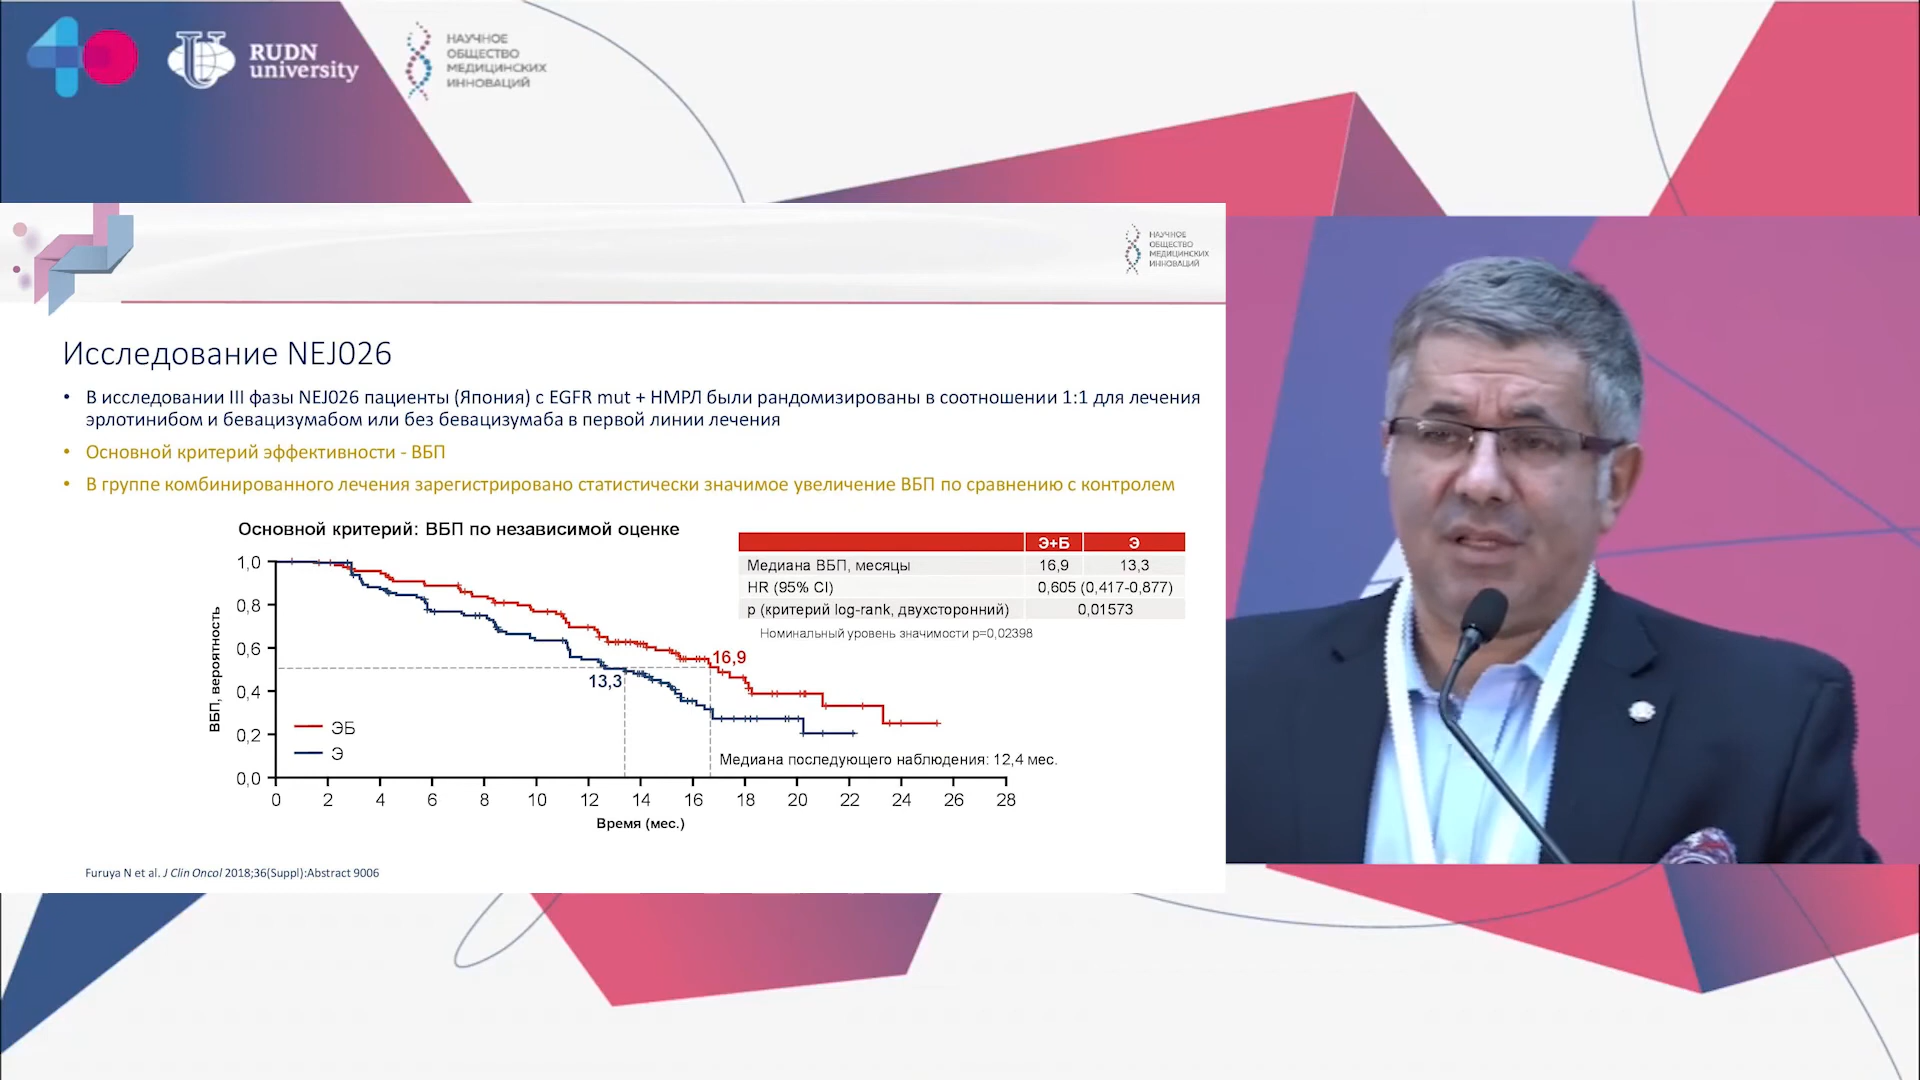 RUDN
university
НАУЧНОЕ
ОБЩЕСТВО
МЕДИЦИНСКИХ
ИННОВАЦИЙ
НАУЧНОЕ
ОБЩЕСТВО
МЕДИЦИНСКИХ
ИННОВАЦИЙ
Исследование NEJ026
• В исследовании III фазы NEJ026 пациенты (Япония) с EGFR mut + НМРЛ были рандомизированы в соотношении 1:1 для лечения
эрлотинибом и бевацизумабом или без бевацизумаба в первой линии лечения
• Основной критерий эффективности - ВБП
• В группе комбинированного лечения зарегистрировано статистически значимое увеличение ВБП по сравнению с контролем
Основной критерий: ВБП по независимой оценке
Э+Б Э
Медиана ВБП, месяцы 16,9 13,3
HR (95% CI) 0,605 (0,417-0,877)
p (критерий log-rank, двухсторонний) 0,01573
Номинальный уровень значимости p=0,02398
ВБП, вероятность
1,0
0,8
0,6
0,4
0,2
0,0
16,9
13,3
ЭБ
Э
Медиана последующего наблюдения: 12,4 мес.
0 2 4 6 8 10 12 14 16 18 20 22 24 26 28
Время (мес.)
Furuya N et al. J Clin Oncol 2018;36(Suppl):Abstract 9006